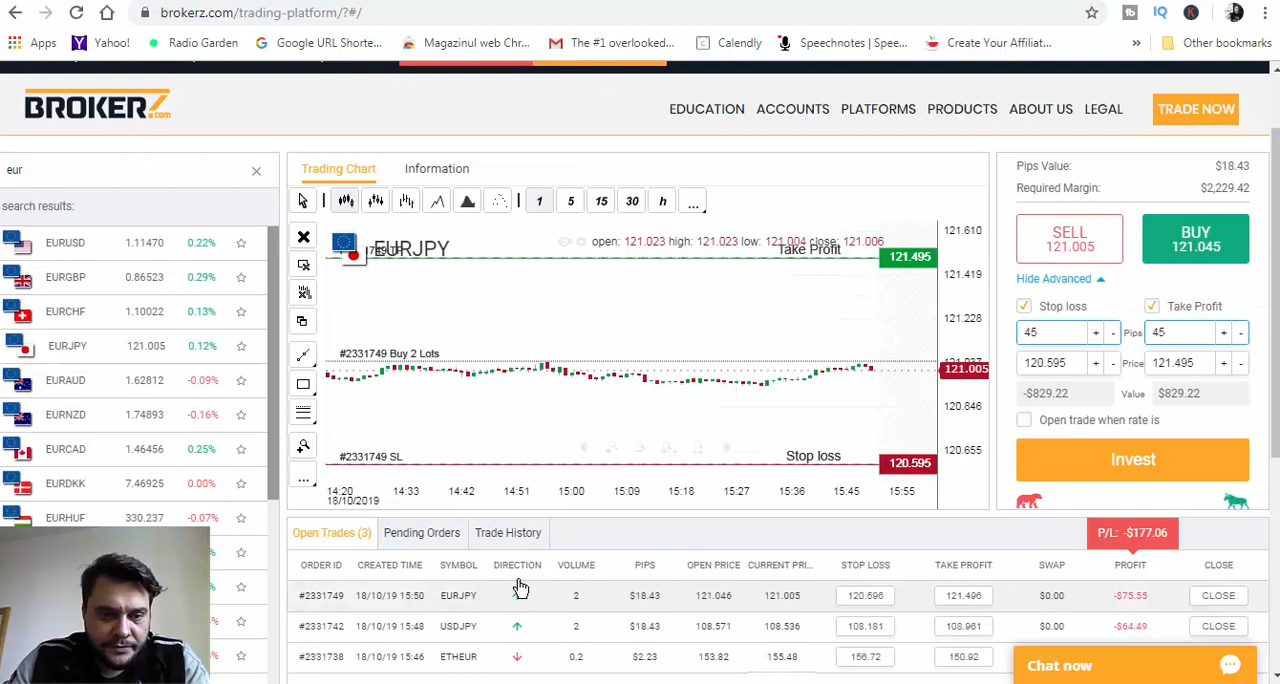 brokerz.com/trading-platform/?#/
Apps Yahoo! Radio Garden Google URL Shorte... Magazinul web Chr... The #1 overlooked... Calendly Speechnotes | Spee... Create Your Affiliat... » Other bookmarks
BROKERZ.com
EDUCATION ACCOUNTS PLATFORMS PRODUCTS ABOUT US LEGAL TRADE NOW
eur
search results:
EURUSD 1.11470 0.22%
EURGBP 0.86523 0.29%
EURCHF 1.10022 0.13%
EURJPY 121.005 0.12%
EURAUD 1.62812 -0.09%
EURNZD 1.74893 -0.16%
EURCAD 1.46456 0.25%
EURDKK 7.46925 0.00%
EURHUF 330.237 -0.07%
Trading Chart Information
1 5 15 30 h ...
EURJPY
open: 121.023 high: 121.023 low: 121.004 close: 121.006
Take Profit
121.495
#2331749 Buy 2 Lots
#2331749 SL
Stop loss
120.595
121.610
121.419
121.228
121.005
120.846
120.655
14:20 14:33 14:42 14:51 15:00 15:09 15:18 15:27 15:36 15:45 15:55
18/10/2019
Pips Value: $18.43
Required Margin: $2,229.42
SELL
121.005
BUY
121.045
Hide Advanced
Stop loss Take Profit
45 + - Pips 45 + -
120.595 + - Price 121.495 + -
-$829.22 Value $829.22
Open trade when rate is
Invest
Open Trades (3) Pending Orders Trade History P/L: -$177.06
ORDER ID CREATED TIME SYMBOL DIRECTION VOLUME PIPS OPEN PRICE CURRENT PRI... STOP LOSS TAKE PROFIT SWAP PROFIT CLOSE
#2331749 18/10/19 15:50 EURJPY 2 $18.43 121.046 121.005 120.596 121.496 $0.00 -$75.55 CLOSE
#2331742 18/10/19 15:48 USDJPY 2 $18.43 108.571 108.536 108.181 108.961 $0.00 -$64.49 CLOSE
#2331738 18/10/19 15:46 ETHEUR 0.2 $2.23 153.82 155.48 156.72 150.92
Chat now